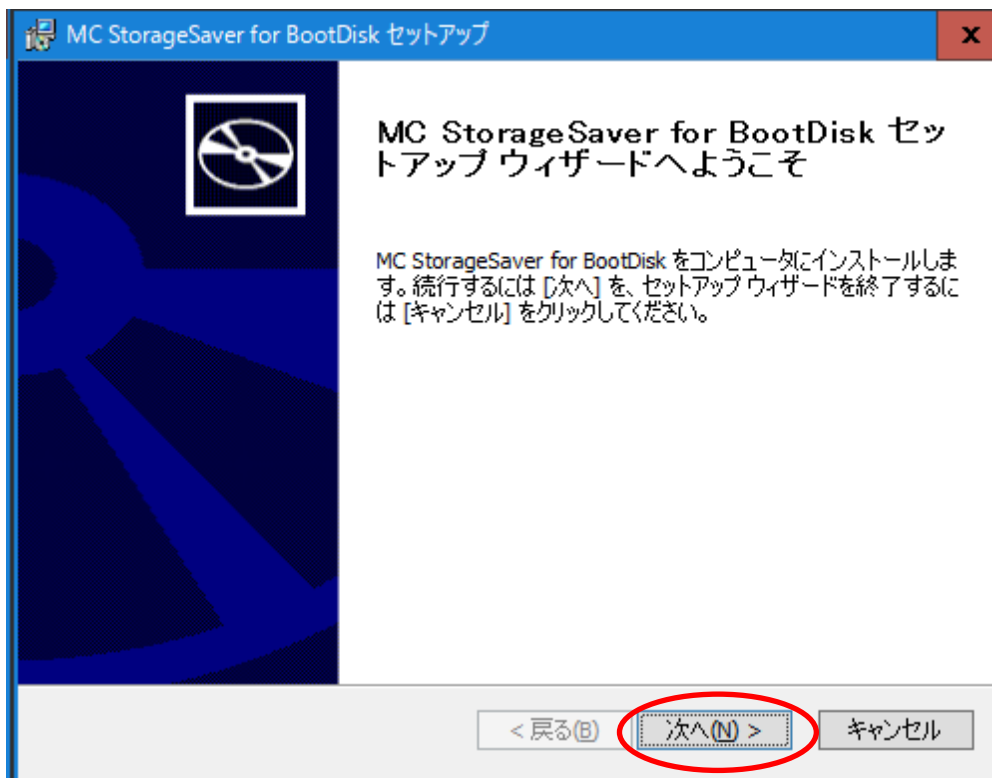 MC StorageSaver for BootDisk セットアップ
MC StorageSaver for BootDisk セッ
トアップ ウィザードへようこそ
MC StorageSaver for BootDisk をコンピュータにインストールしま
す。続行するには [次へ] を、セットアップ ウィザードを終了するに
は [キャンセル] をクリックしてください。
< 戻る(B)
次へ(N) >
キャンセル